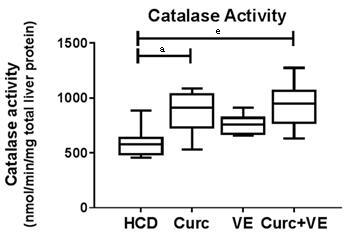 Catalase Activity
e
a
Catalase activity
(nmol/min/mg total liver protein)
1500
1000
500
0
HCD Curc VE Curc+VE